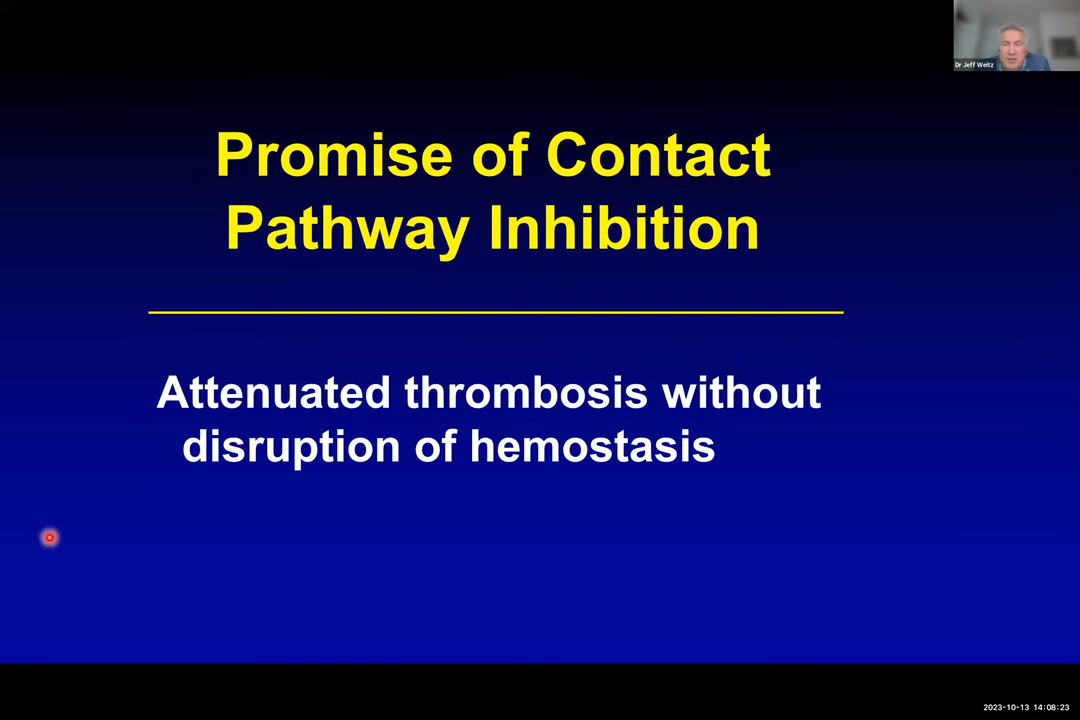 Dr Jeff Weitz
Promise of Contact
Pathway Inhibition
Attenuated thrombosis without
disruption of hemostasis
2023-10-13 14:08:23